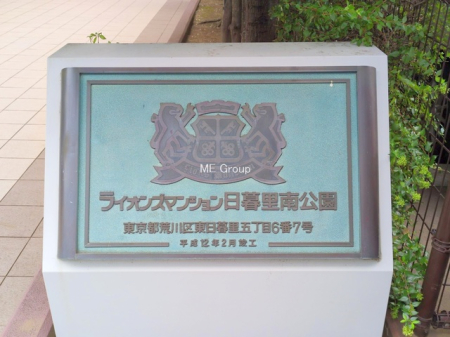 ME Group
ライオンズマンション日暮里南公園
東京都荒川区東日暮里五丁目6番7号
平成12年2月竣工